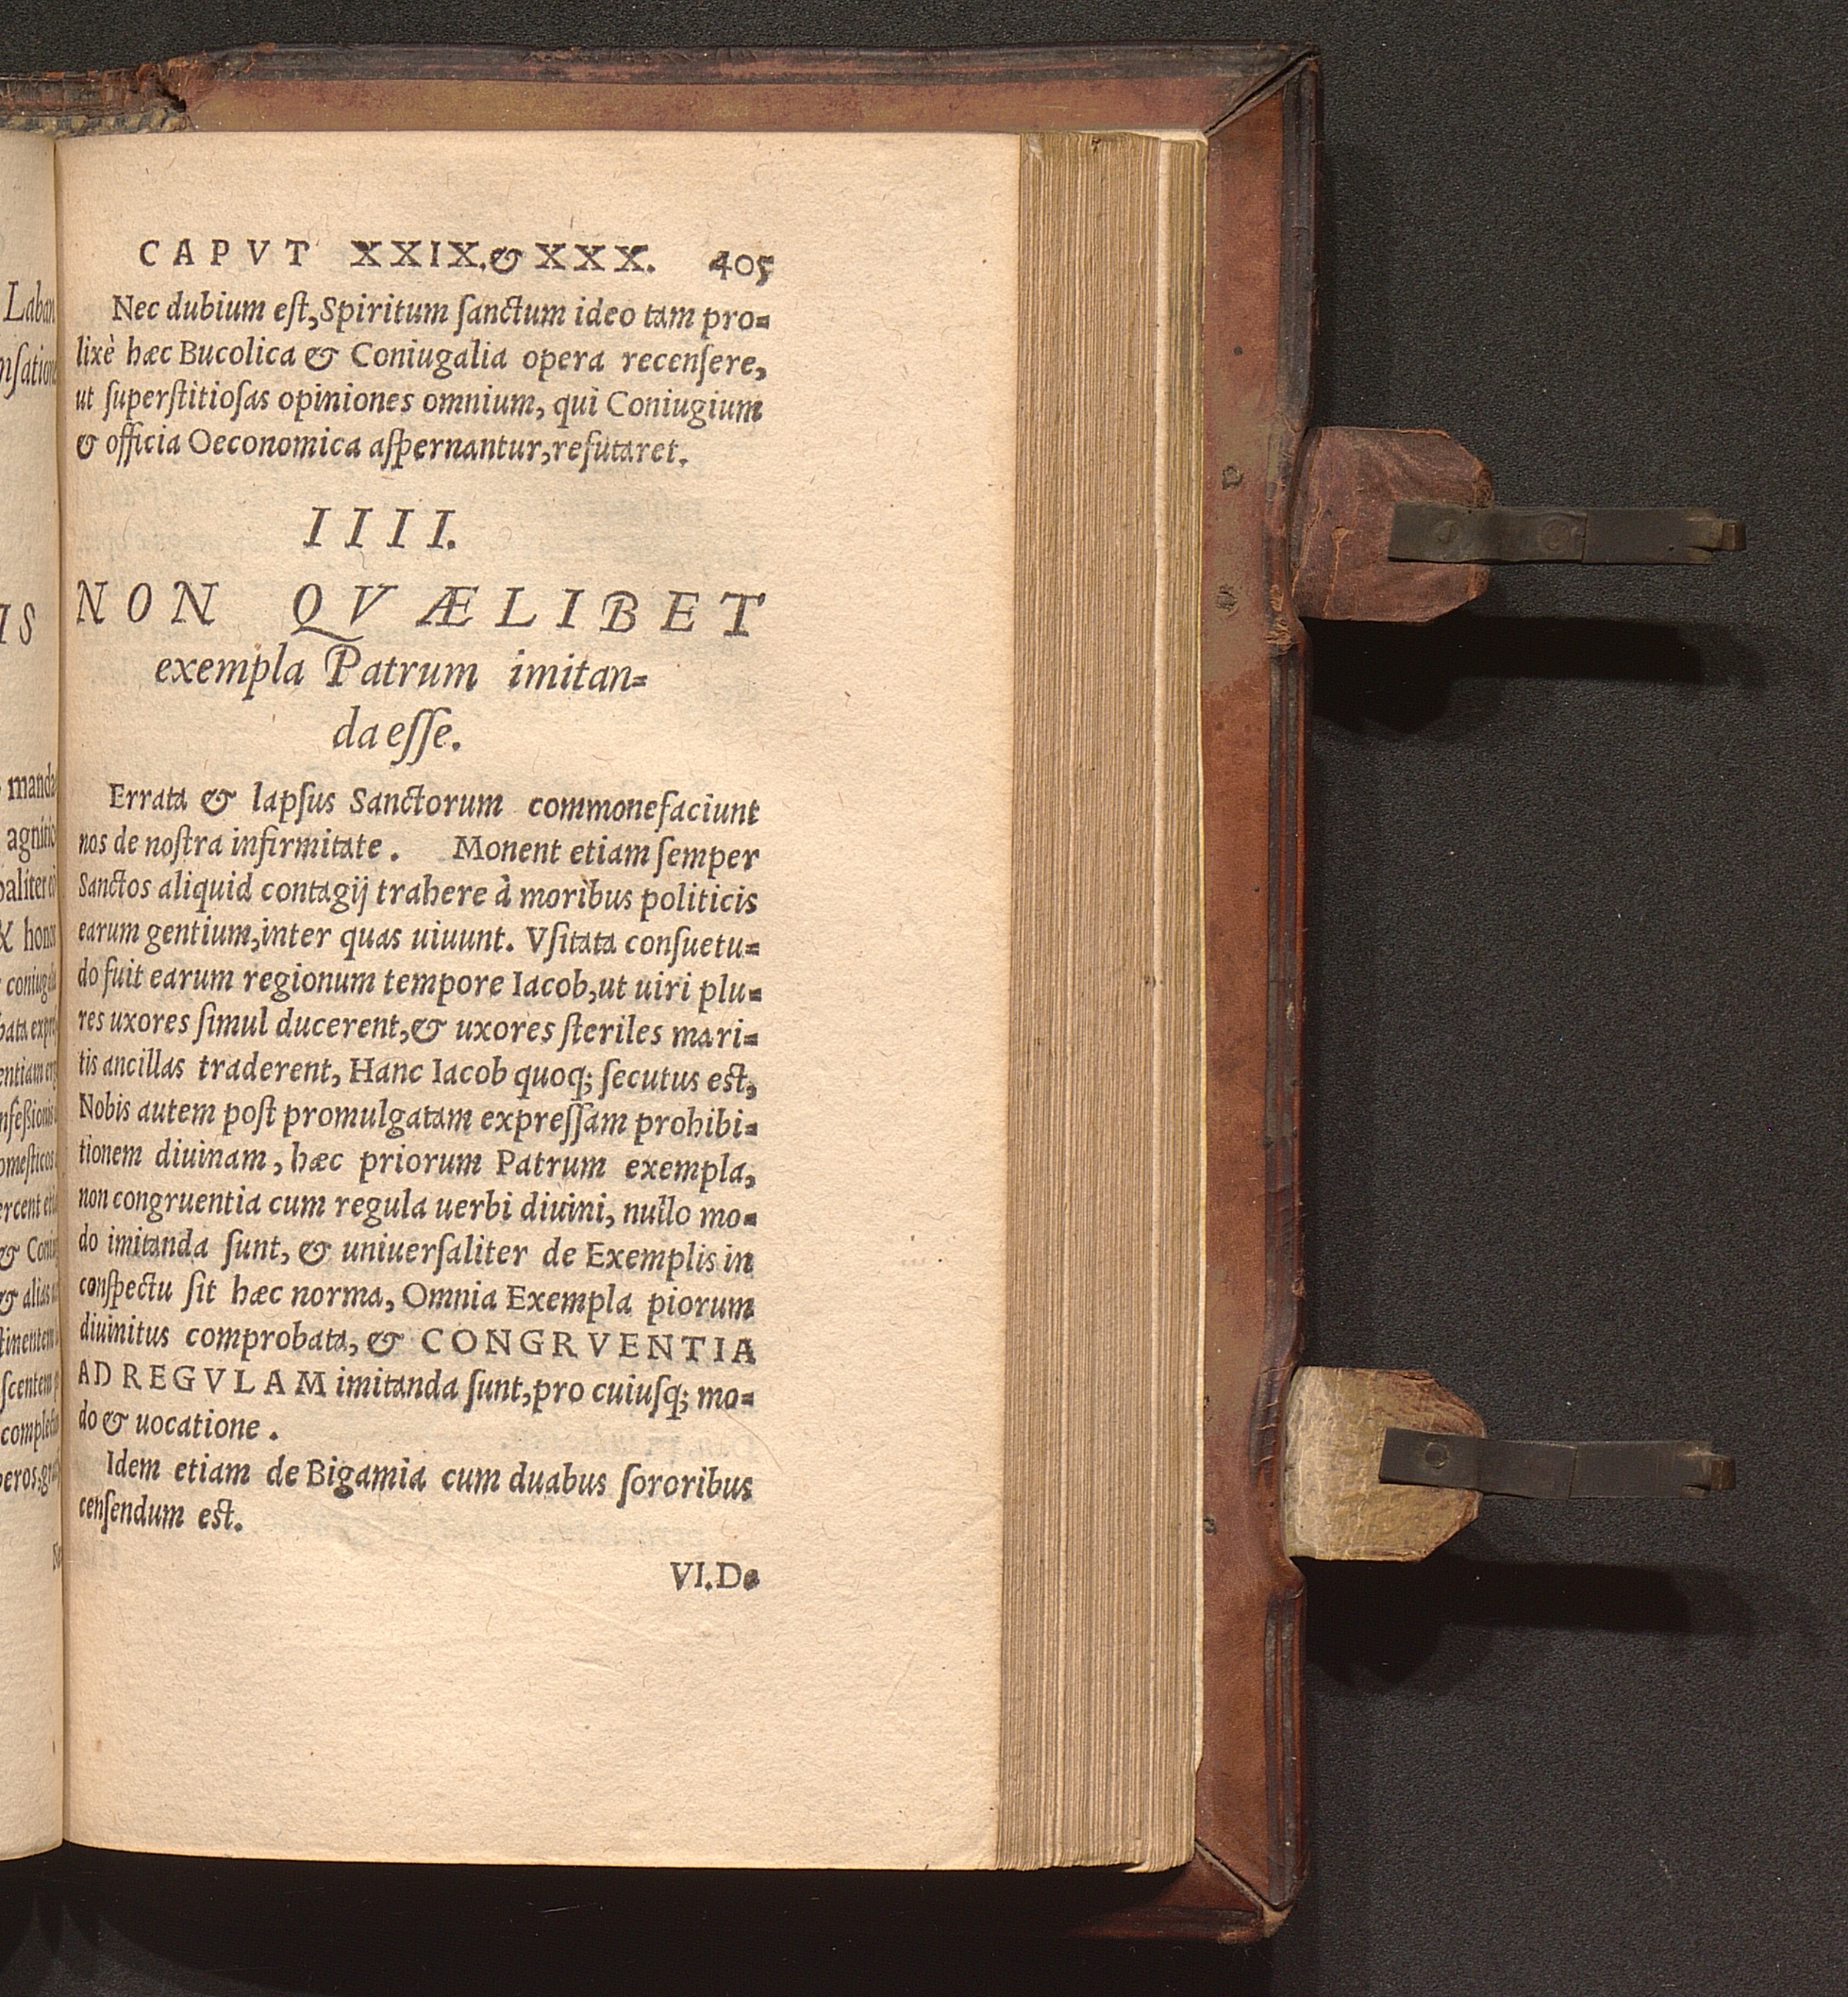 CAPVT XXIX.& XXX. 405
Nec dubium eſt, Spiritum ſanctum ideo tam pro=
lixè hæc Bucolica & Coniugalia opera recenſere,
ut ſuperſtitioſas opiniones omnium, qui Coniugium
& officia Oeconomica aſpernantur, refutaret.
IIII.
NON QVÆLIBET
exempla Patrum imitan=
da eſſe.
Errata & lapſus Sanctorum commonefaciunt
nos de noſtra infirmitate. Monent etiam ſemper
Sanctos aliquid contagij trahere à moribus politicis
earum gentium, inter quas uiuunt. Vſitata conſuetu=
do fuit earum regionum tempore Iacob, ut uiri plu=
res uxores ſimul ducerent, & uxores ſteriles mari=
tis ancillas traderent, Hanc Iacob quoq; ſecutus est,
Nobis autem poſt promulgatam expreſſam prohibi=
tionem diuinam, hæc priorum Patrum exempla,
non congruentia cum regula uerbi diuini, nullo mo=
do imitanda ſunt, & uniuerſaliter de Exemplis in
conſpectu ſit hæc norma, Omnia Exempla piorum
diuinitus comprobata, & CONGRVENTIA
AD REGVLAM imitanda ſunt, pro cuiuſq; mo=
do & uocatione.
Idem etiam de Bigamia cum duabus ſororibus
cenſendum est.
VI. De
Laban
IS
manda
agnitio